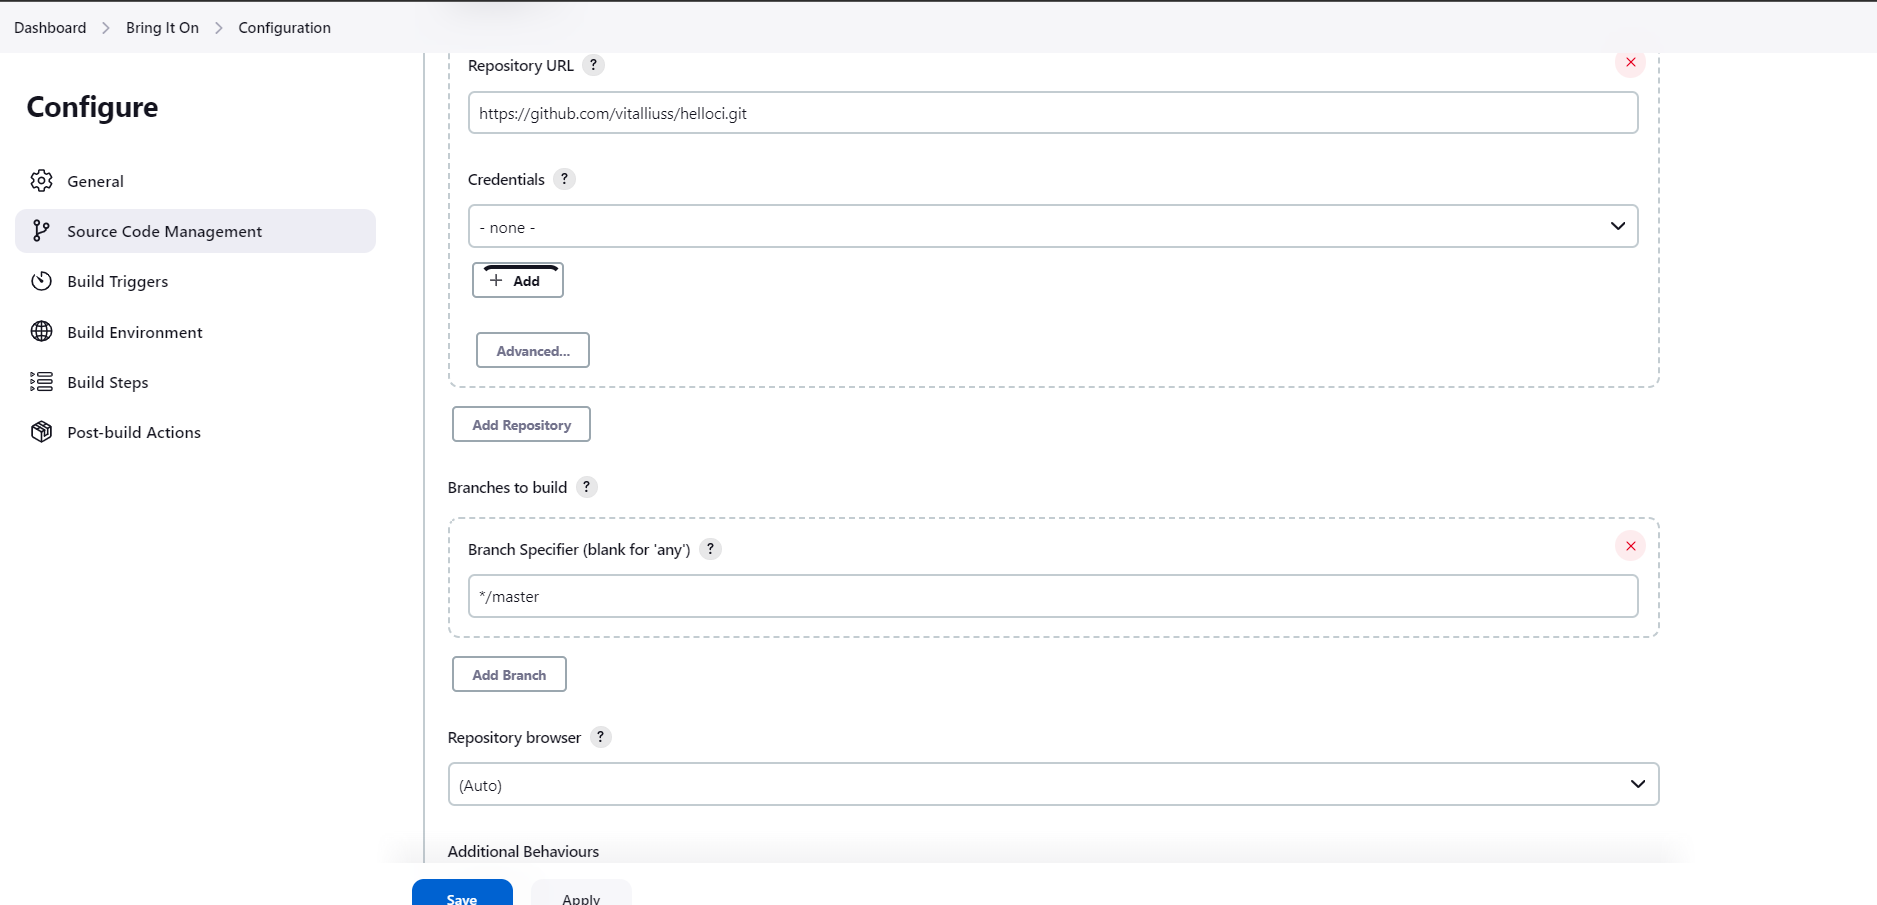 Dashboard > Bring It On > Configuration
Configure
General
Source Code Management
Build Triggers
Build Environment
Build Steps
Post-build Actions
Repository URL ?
https://github.com/vitalliuss/helloci.git
Credentials ?
- none -
+ Add
Advanced...
Add Repository
Branches to build ?
Branch Specifier (blank for 'any') ?
*/master
Add Branch
Repository browser ?
(Auto)
Additional Behaviours
Save
Apply